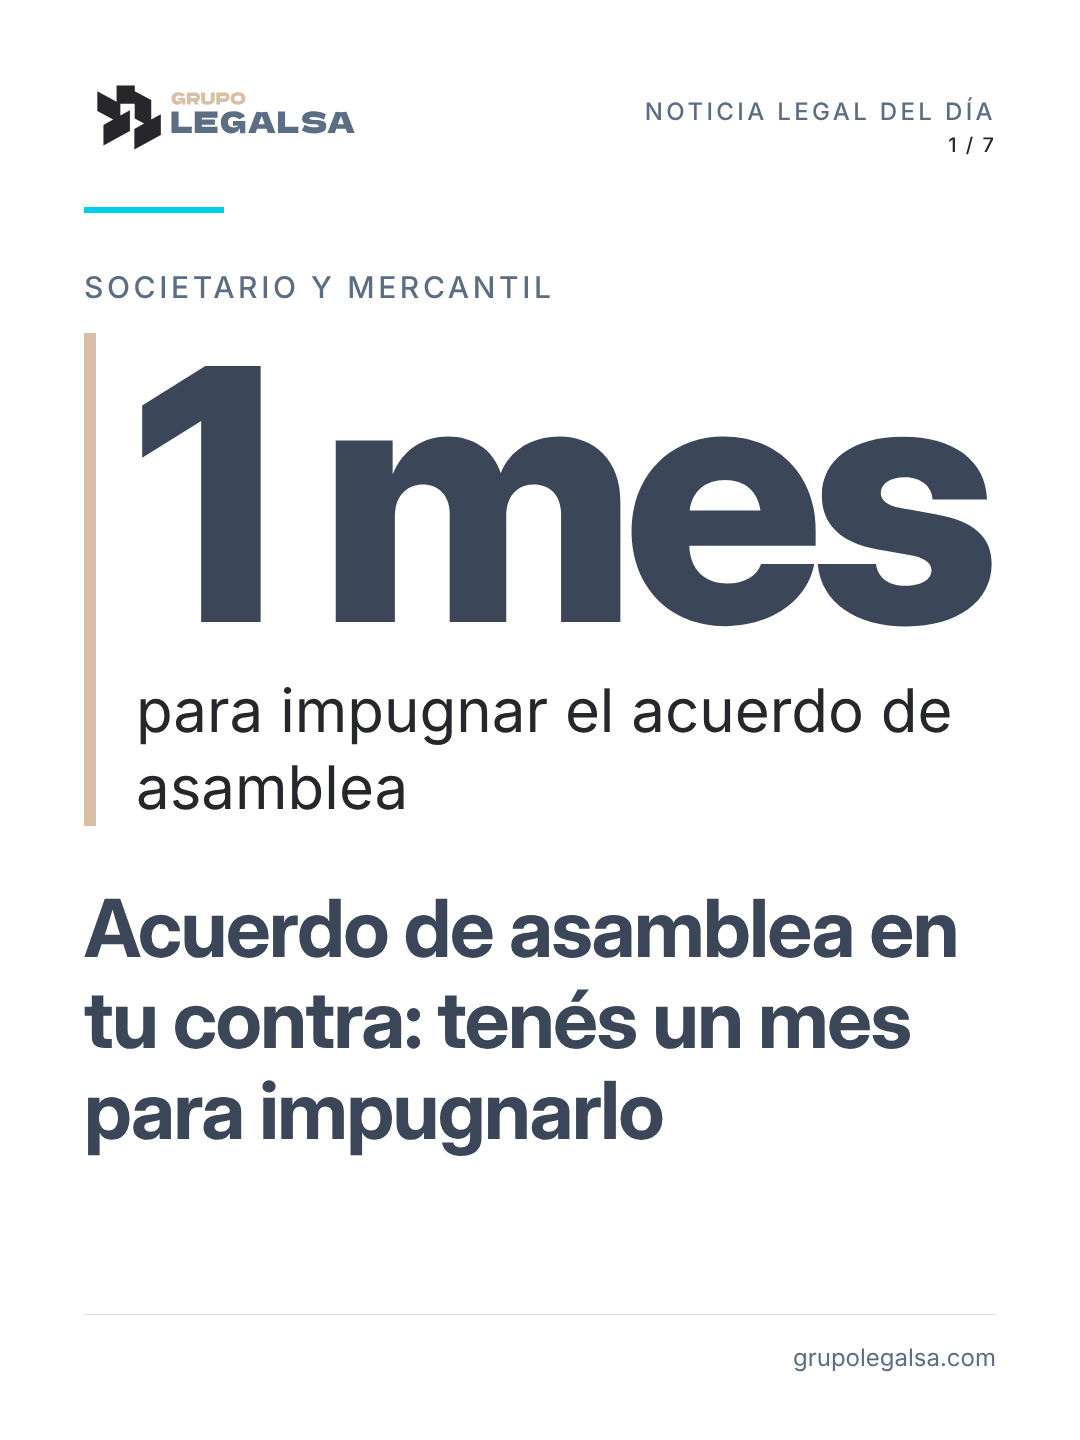 GRUPO
LEGALSA
NOTICIA LEGAL DEL DÍA
1 / 7
SOCIETARIO Y MERCANTIL
1 mes
para impugnar el acuerdo de
asamblea
Acuerdo de asamblea en
tu contra: tenés un mes
para impugnarlo
grupolegalsa.com